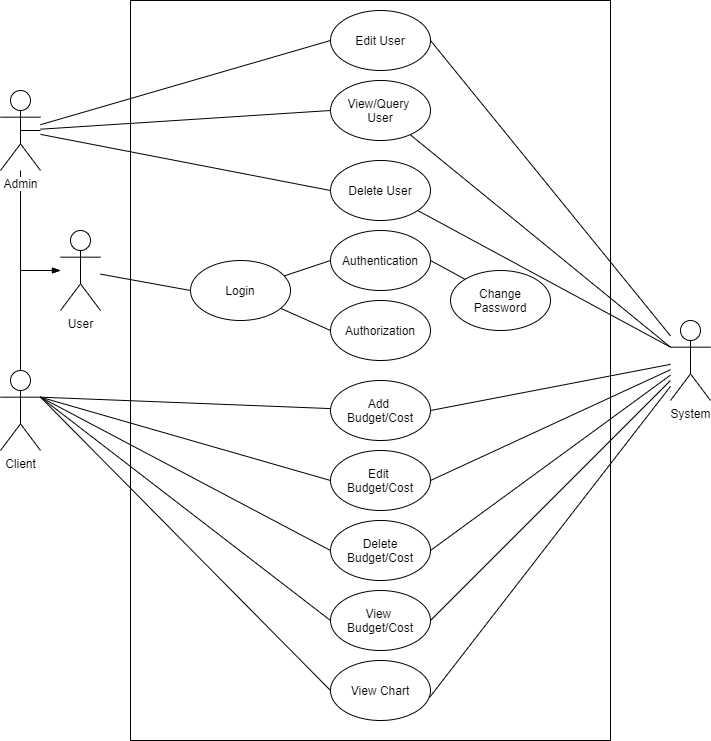 Edit User
View/Query
User
Admin
Delete User
User
Login
Authentication
Change
Password
Authorization
System
Client
Add
Budget/Cost
Edit
Budget/Cost
Delete
Budget/Cost
View
Budget/Cost
View Chart